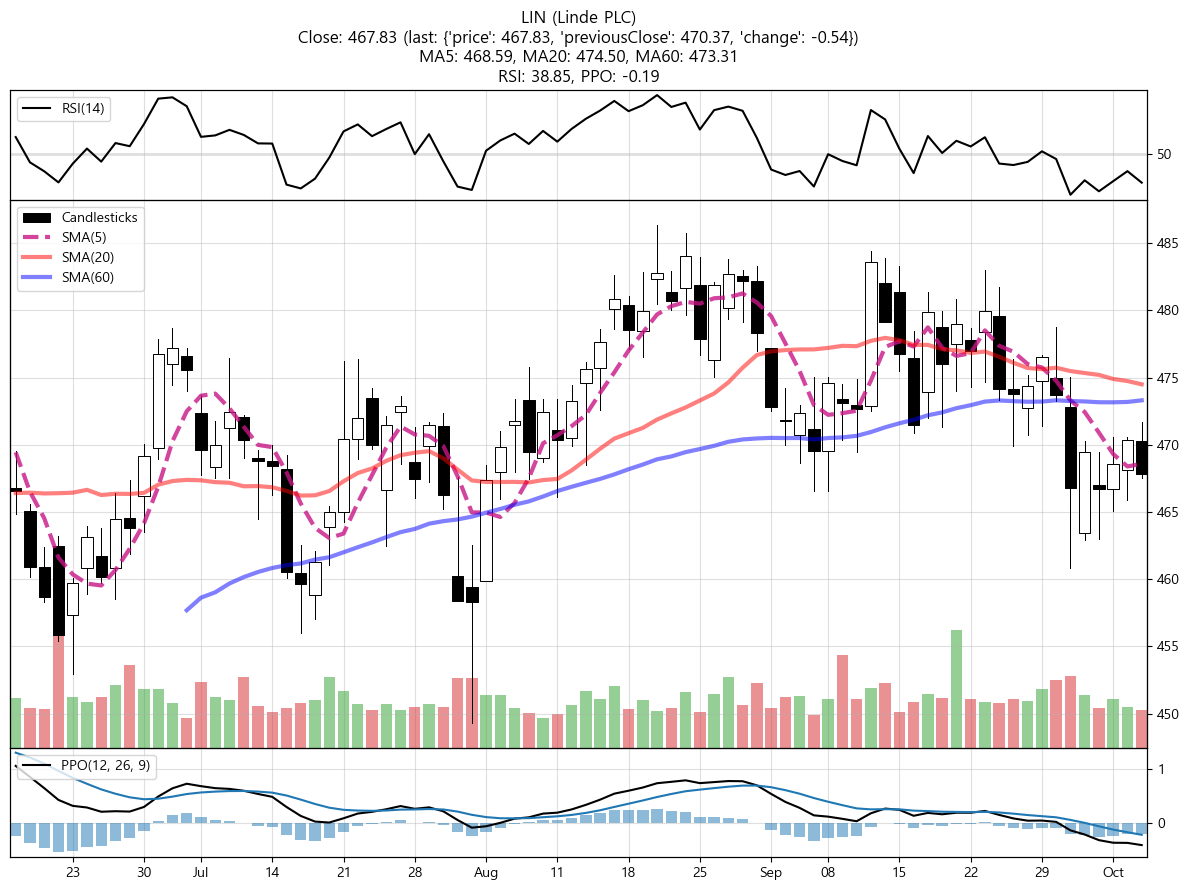 LIN (Linde PLC)
Close: 467.83 (last: {'price': 467.83, 'previousClose': 470.37, 'change': -0.54})
MA5: 468.59, MA20: 474.50, MA60: 473.31
RSI: 38.85, PPO: -0.19
RSI(14)
50
Candlesticks
SMA(5)
SMA(20)
SMA(60)
485
480
475
470
465
460
455
450
PPO(12, 26, 9)
1
0
23 30 Jul 14 21 28 Aug 11 18 25 Sep 08 15 22 29 Oct